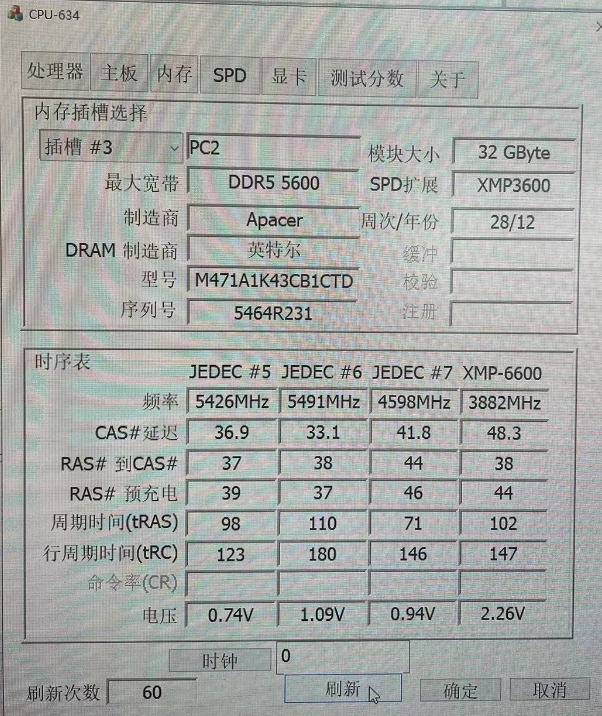 CPU-634
处理器 主板 内存 SPD 显卡 测试分数 关于
内存插槽选择
插槽 #3 PC2 模块大小 32 GByte
最大宽带 DDR5 5600 SPD扩展 XMP3600
制造商 Apacer 周次/年份 28/12
DRAM 制造商 英特尔 缓冲
型号 M471A1K43CB1CTD 校验
序列号 5464R231 注册
时序表
JEDEC #5 JEDEC #6 JEDEC #7 XMP-6600
频率 5426MHz 5491MHz 4598MHz 3882MHz
CAS#延迟 36.9 33.1 41.8 48.3
RAS# 到CAS# 37 38 44 38
RAS# 预充电 39 37 46 44
周期时间(tRAS) 98 110 71 102
行周期时间(tRC) 123 180 146 147
命令率(CR)
电压 0.74V 1.09V 0.94V 2.26V
时钟 0
刷新次数 60 刷新 确定 取消